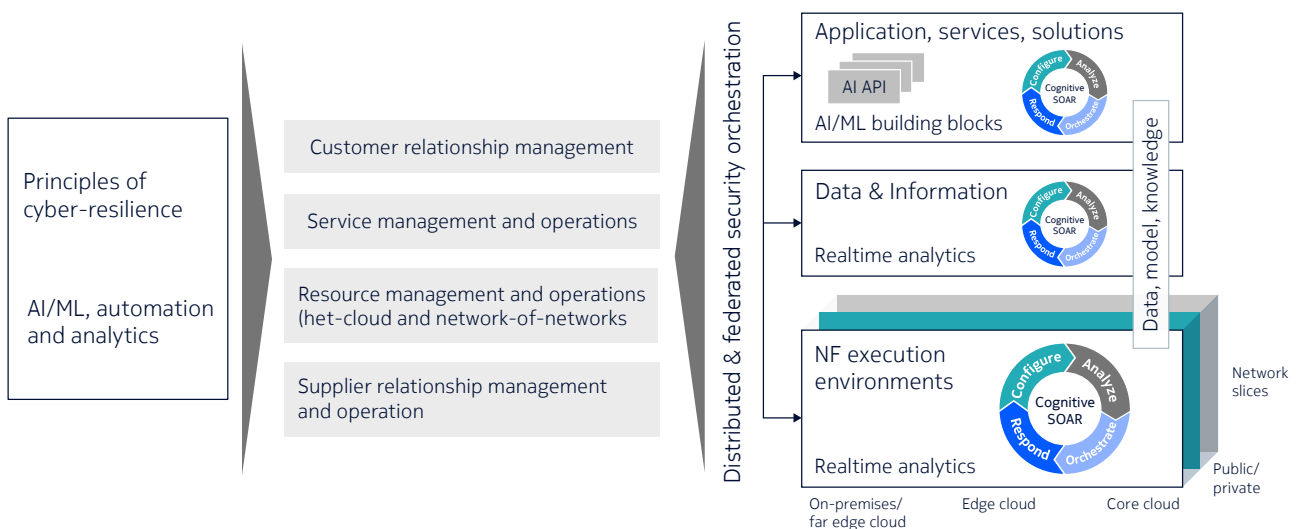 Principles of
cyber-resilience
AI/ML, automation
and analytics
Customer relationship management
Service management and operations
Resource management and operations
(het-cloud and network-of-networks
Supplier relationship management
and operation
Distributed & federated security orchestration
Application, services, solutions
AI API
AI/ML building blocks
Configure
Analyze
Cognitive
SOAR
Respond
Orchestrate
Data & Information
Realtime analytics
Configure
Analyze
Cognitive
SOAR
Respond
Orchestrate
NF execution
environments
Realtime analytics
Configure
Analyze
Cognitive
SOAR
Respond
Orchestrate
Data, model, knowledge
Network
slices
Public/
private
On-premises/
far edge cloud
Edge cloud
Core cloud